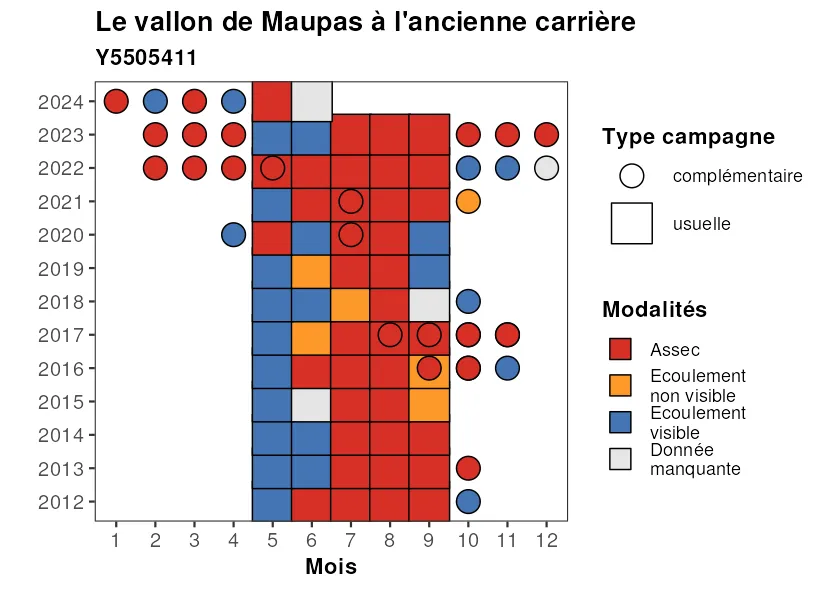 Le vallon de Maupas à l'ancienne carrière
Y5505411
2024
2023
2022
2021
2020
2019
2018
2017
2016
2015
2014
2013
2012
1 2 3 4 5 6 7 8 9 10 11 12
Mois
Type campagne
complémentaire
usuelle
Modalités
Assec
Ecoulement
non visible
Ecoulement
visible
Donnée
manquante